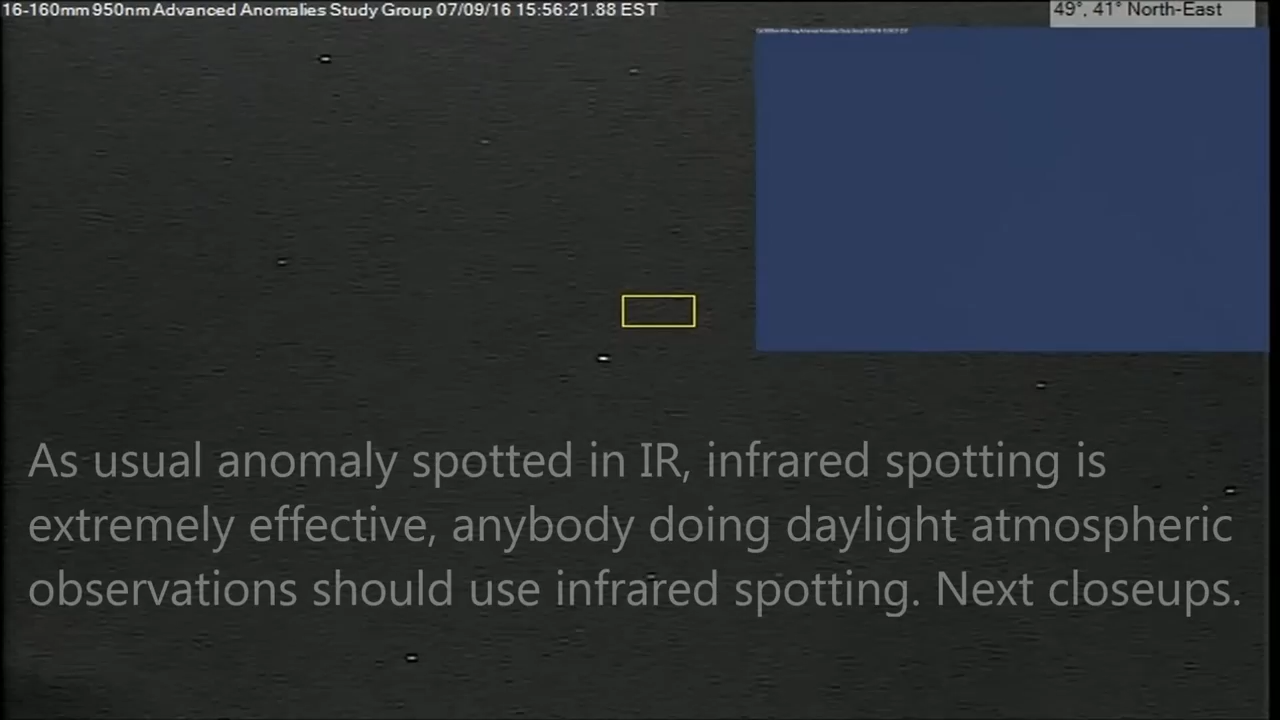 16-160mm 950nm Advanced Anomalies Study Group 07/09/16 15:56:21.88 EST
49°, 41° North-East
As usual anomaly spotted in IR, infrared spotting is
extremely effective, anybody doing daylight atmospheric
observations should use infrared spotting. Next closeups.